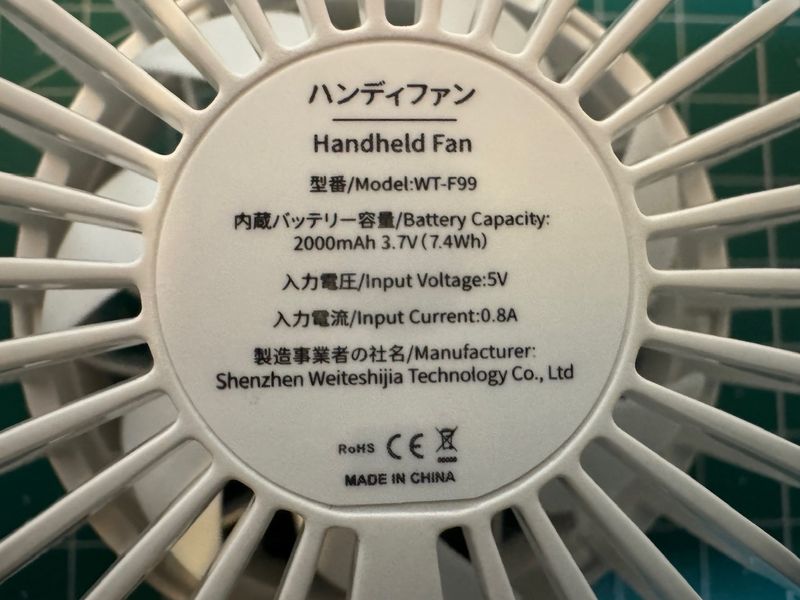 ハンディファン
Handheld Fan
型番/Model:WT-F99
内蔵バッテリー容量/Battery Capacity:
2000mAh 3.7V(7.4Wh)
入力電圧/Input Voltage:5V
入力電流/Input Current:0.8A
製造事業者の社名/Manufacturer:
Shenzhen Weiteshijia Technology Co., Ltd
RoHS CE
MADE IN CHINA